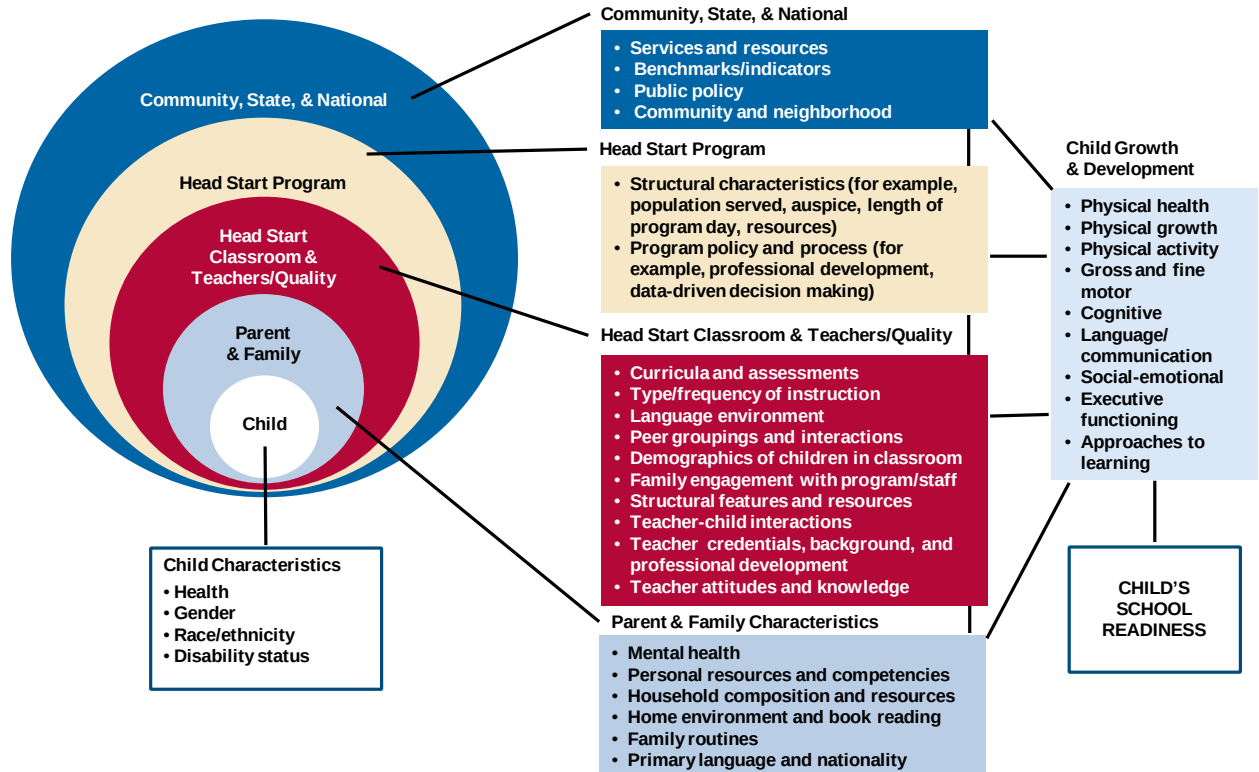 Community, State, & National
Head Start Program
Head Start
Classroom &
Teachers/Quality
Parent
& Family
Child
Child Characteristics
• Health
• Gender
• Race/ethnicity
• Disability status
Community, State, & National
• Services and resources
• Benchmarks/indicators
• Public policy
• Community and neighborhood
Head Start Program
• Structural characteristics (for example,
population served, auspice, length of
program day, resources)
• Program policy and process (for
example, professional development,
data-driven decision making)
Head Start Classroom & Teachers/Quality
• Curricula and assessments
• Type/frequency of instruction
• Language environment
• Peer groupings and interactions
• Demographics of children in classroom
• Family engagement with program/staff
• Structural features and resources
• Teacher-child interactions
• Teacher credentials, background, and
professional development
• Teacher attitudes and knowledge
Parent & Family Characteristics
• Mental health
• Personal resources and competencies
• Household composition and resources
• Home environment and book reading
• Family routines
• Primary language and nationality
Child Growth
& Development
• Physical health
• Physical growth
• Physical activity
• Gross and fine
motor
• Cognitive
• Language/
communication
• Social-emotional
• Executive
functioning
• Approaches to
learning
CHILD'S
SCHOOL
READINESS